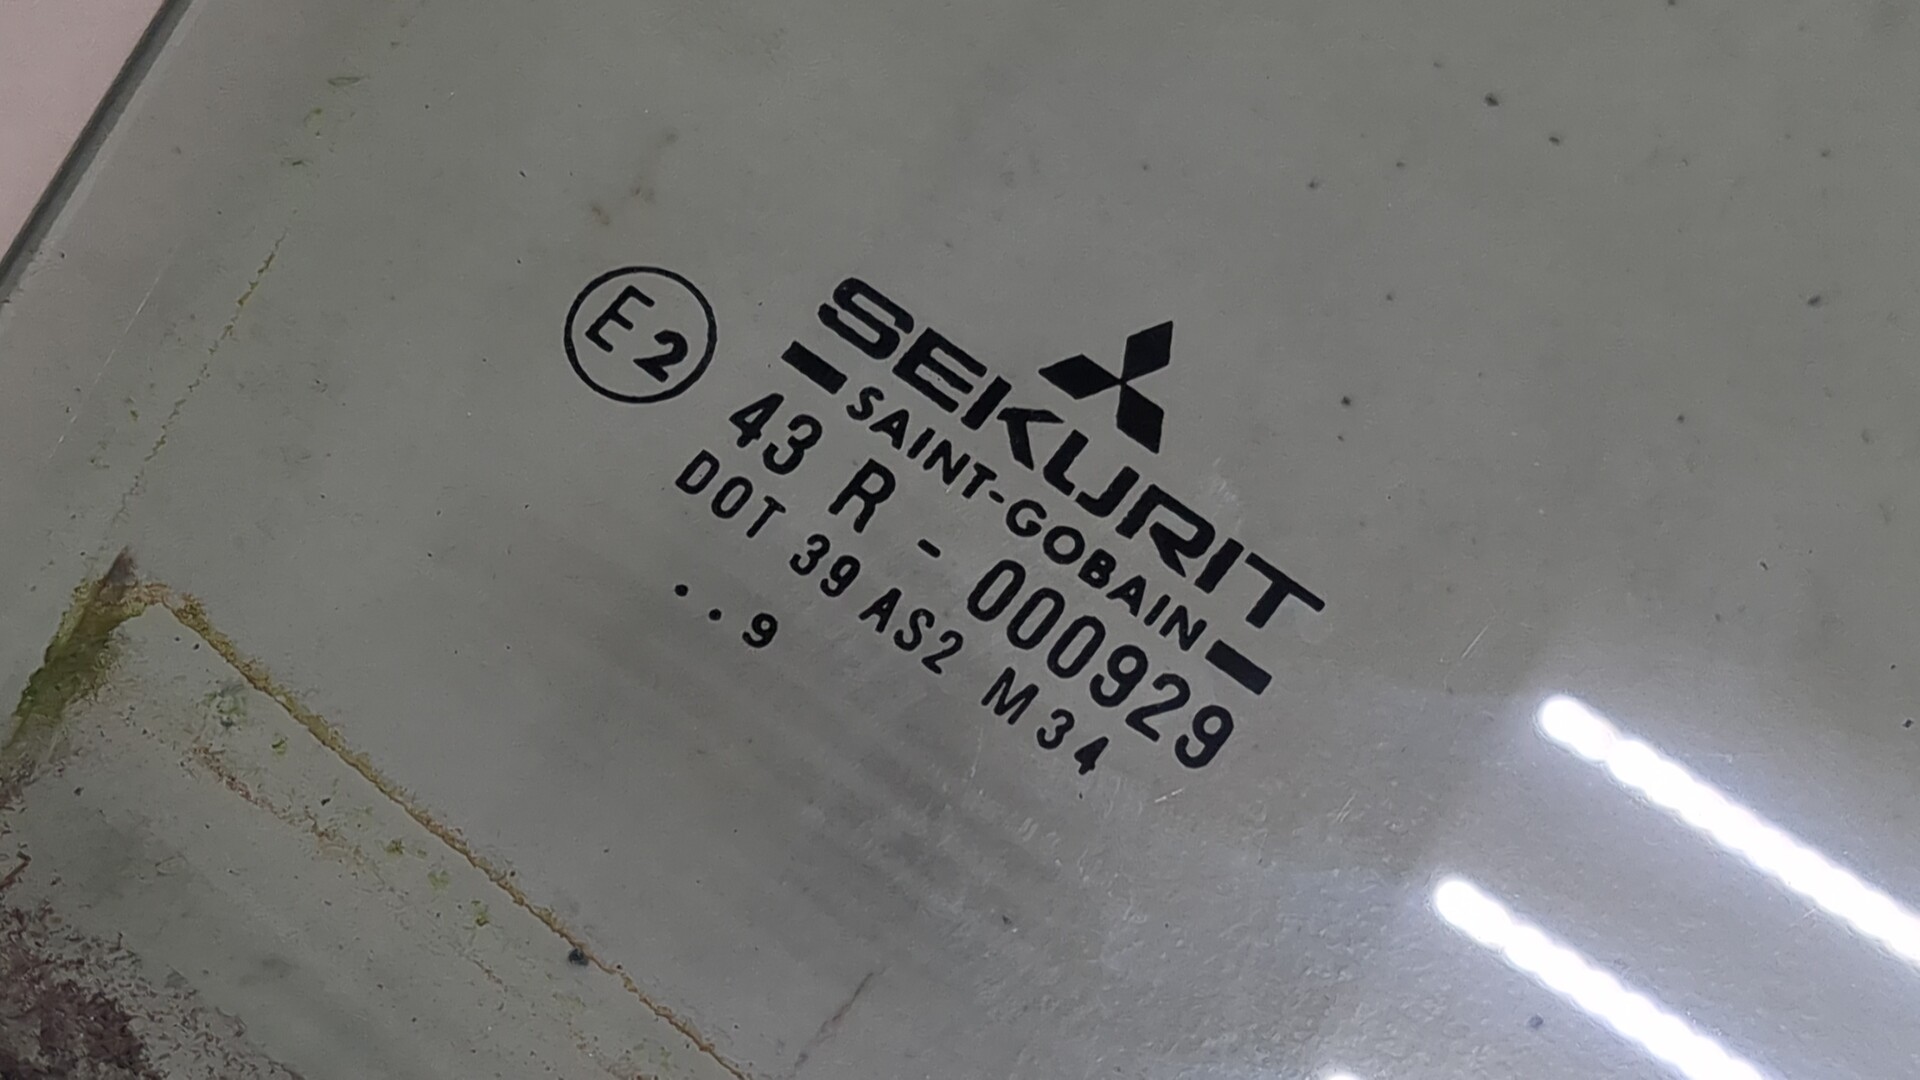 SEKURIT
SAINT-GOBAIN
E2
43 R - 000929
DOT 39 AS2 M34
..9